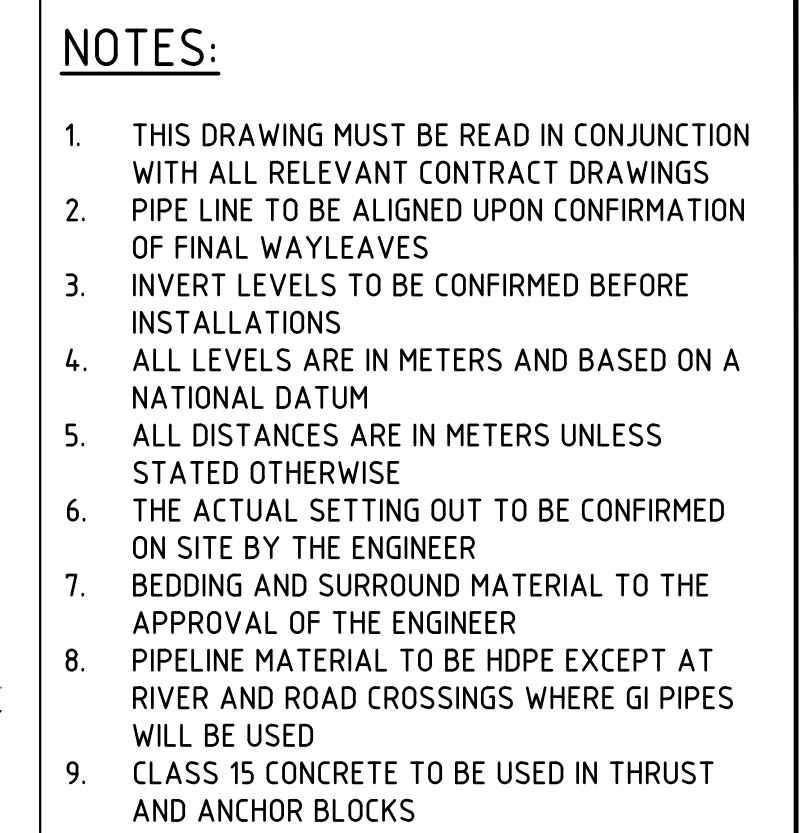 NOTES:
1. THIS DRAWING MUST BE READ IN CONJUNCTION
WITH ALL RELEVANT CONTRACT DRAWINGS
2. PIPE LINE TO BE ALIGNED UPON CONFIRMATION
OF FINAL WAYLEAVES
3. INVERT LEVELS TO BE CONFIRMED BEFORE
INSTALLATIONS
4. ALL LEVELS ARE IN METERS AND BASED ON A
NATIONAL DATUM
5. ALL DISTANCES ARE IN METERS UNLESS
STATED OTHERWISE
6. THE ACTUAL SETTING OUT TO BE CONFIRMED
ON SITE BY THE ENGINEER
7. BEDDING AND SURROUND MATERIAL TO THE
APPROVAL OF THE ENGINEER
8. PIPELINE MATERIAL TO BE HDPE EXCEPT AT
RIVER AND ROAD CROSSINGS WHERE GI PIPES
WILL BE USED
9. CLASS 15 CONCRETE TO BE USED IN THRUST
AND ANCHOR BLOCKS